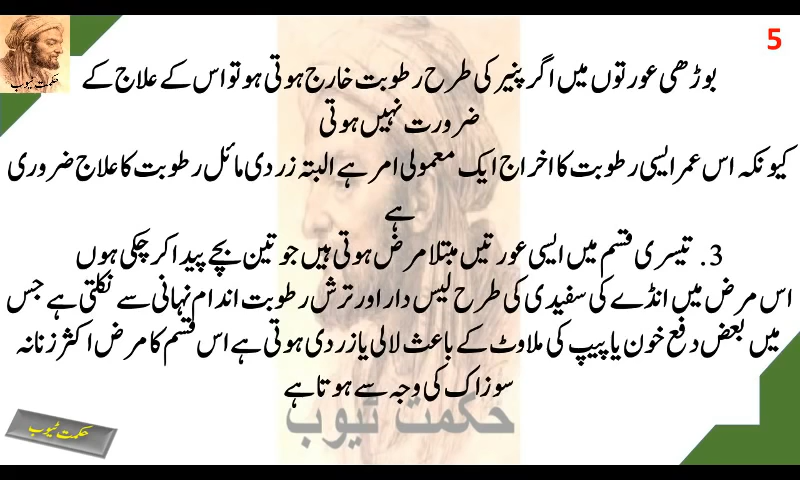 5
حکمت ٹیوب
بوڑھی عورتوں میں اگر پنیر کی طرح رطوبت خارج ہوتی ہو تو اس کے علاج کے
ضرورت نہیں ہوتی
کیونکہ اس عمر ایسی رطوبت کا اخراج ایک معمولی امر ہے البتہ زردی مائل رطوبت کا علاج ضروری
ہے
3. تیسری قسم میں ایسی عورتیں مبتلا مرض ہوتی ہیں جو تین بچے پیدا کر چکی ہوں
اس مرض میں انڈے کی سفیدی کی طرح لیس دار اور ترش رطوبت اندام نہانی سے نکلتی ہے جس
میں بعض دفع خون یا پیپ کی ملاوٹ کے باعث لالی یا زردی ہوتی ہے اس قسم کا مرض اکثر زنانہ
سوزاک کی وجہ سے ہوتا ہے
حکمت ٹیوب
حکمت ٹیوب